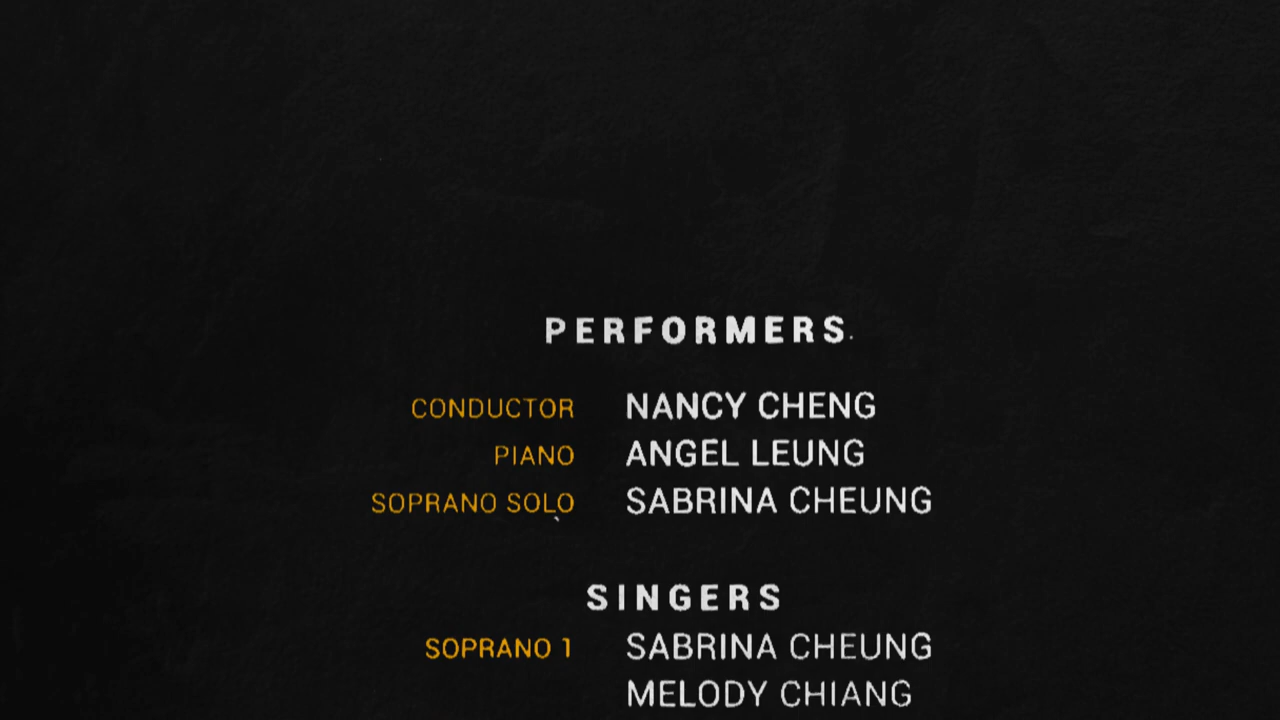 PERFORMERS
CONDUCTOR NANCY CHENG
PIANO ANGEL LEUNG
SOPRANO SOLO SABRINA CHEUNG
SINGERS
SOPRANO 1 SABRINA CHEUNG
MELODY CHIANG